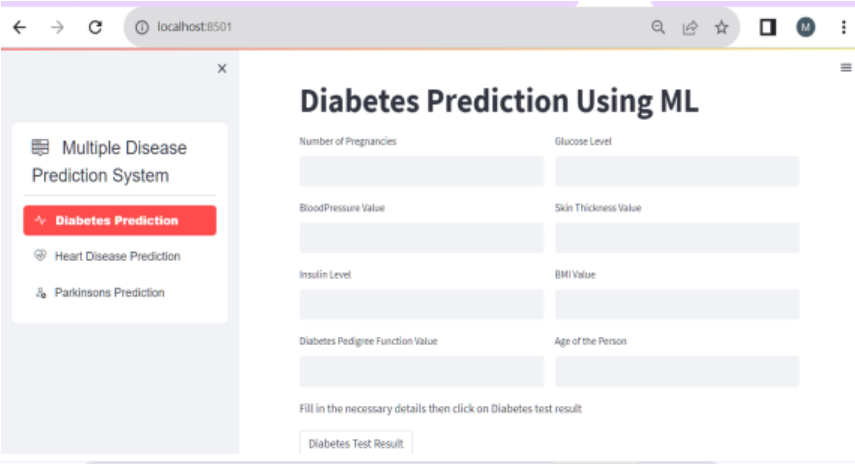 localhost:8501
M
Multiple Disease
Prediction System
Diabetes Prediction
Heart Disease Prediction
Parkinsons Prediction
Diabetes Prediction Using ML
Number of Pregnancies
Glucose Level
BloodPressure Value
Skin Thickness Value
Insulin Level
BMI Value
Diabetes Pedigree Function Value
Age of the Person
Fill in the necessary details then click on Diabetes test result
Diabetes Test Result